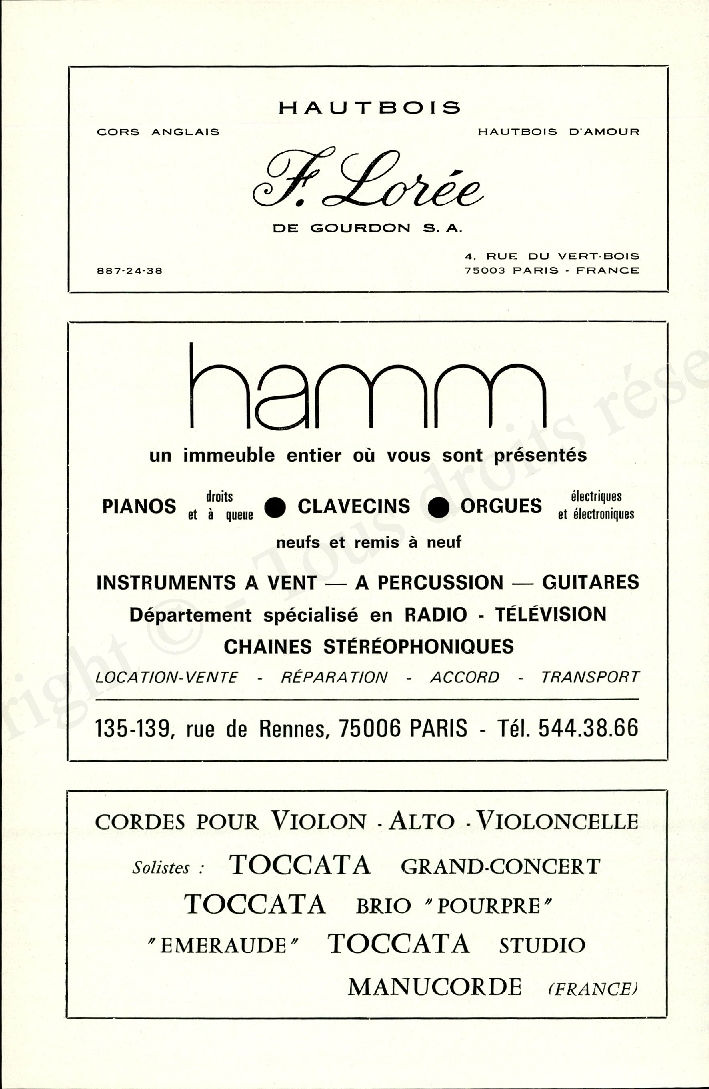 HAUTBOIS
CORS ANGLAIS HAUTBOIS D'AMOUR
F. Lorée
DE GOURDON S. A.
4, RUE DU VERT-BOIS
887-24-38 75003 PARIS - FRANCE
hamm
un immeuble entier où vous sont présentés
PIANOS droits et à queue ● CLAVECINS ● ORGUES électriques et électroniques
neufs et remis à neuf
INSTRUMENTS A VENT — A PERCUSSION — GUITARES
Département spécialisé en RADIO - TÉLÉVISION
CHAINES STÉRÉOPHONIQUES
LOCATION-VENTE - RÉPARATION - ACCORD - TRANSPORT
135-139, rue de Rennes, 75006 PARIS - Tél. 544.38.66
CORDES POUR VIOLON - ALTO - VIOLONCELLE
Solistes : TOCCATA GRAND-CONCERT
TOCCATA BRIO "POURPRE"
"EMERAUDE" TOCCATA STUDIO
MANUCORDE (FRANCE)
right © - Tous droits rése